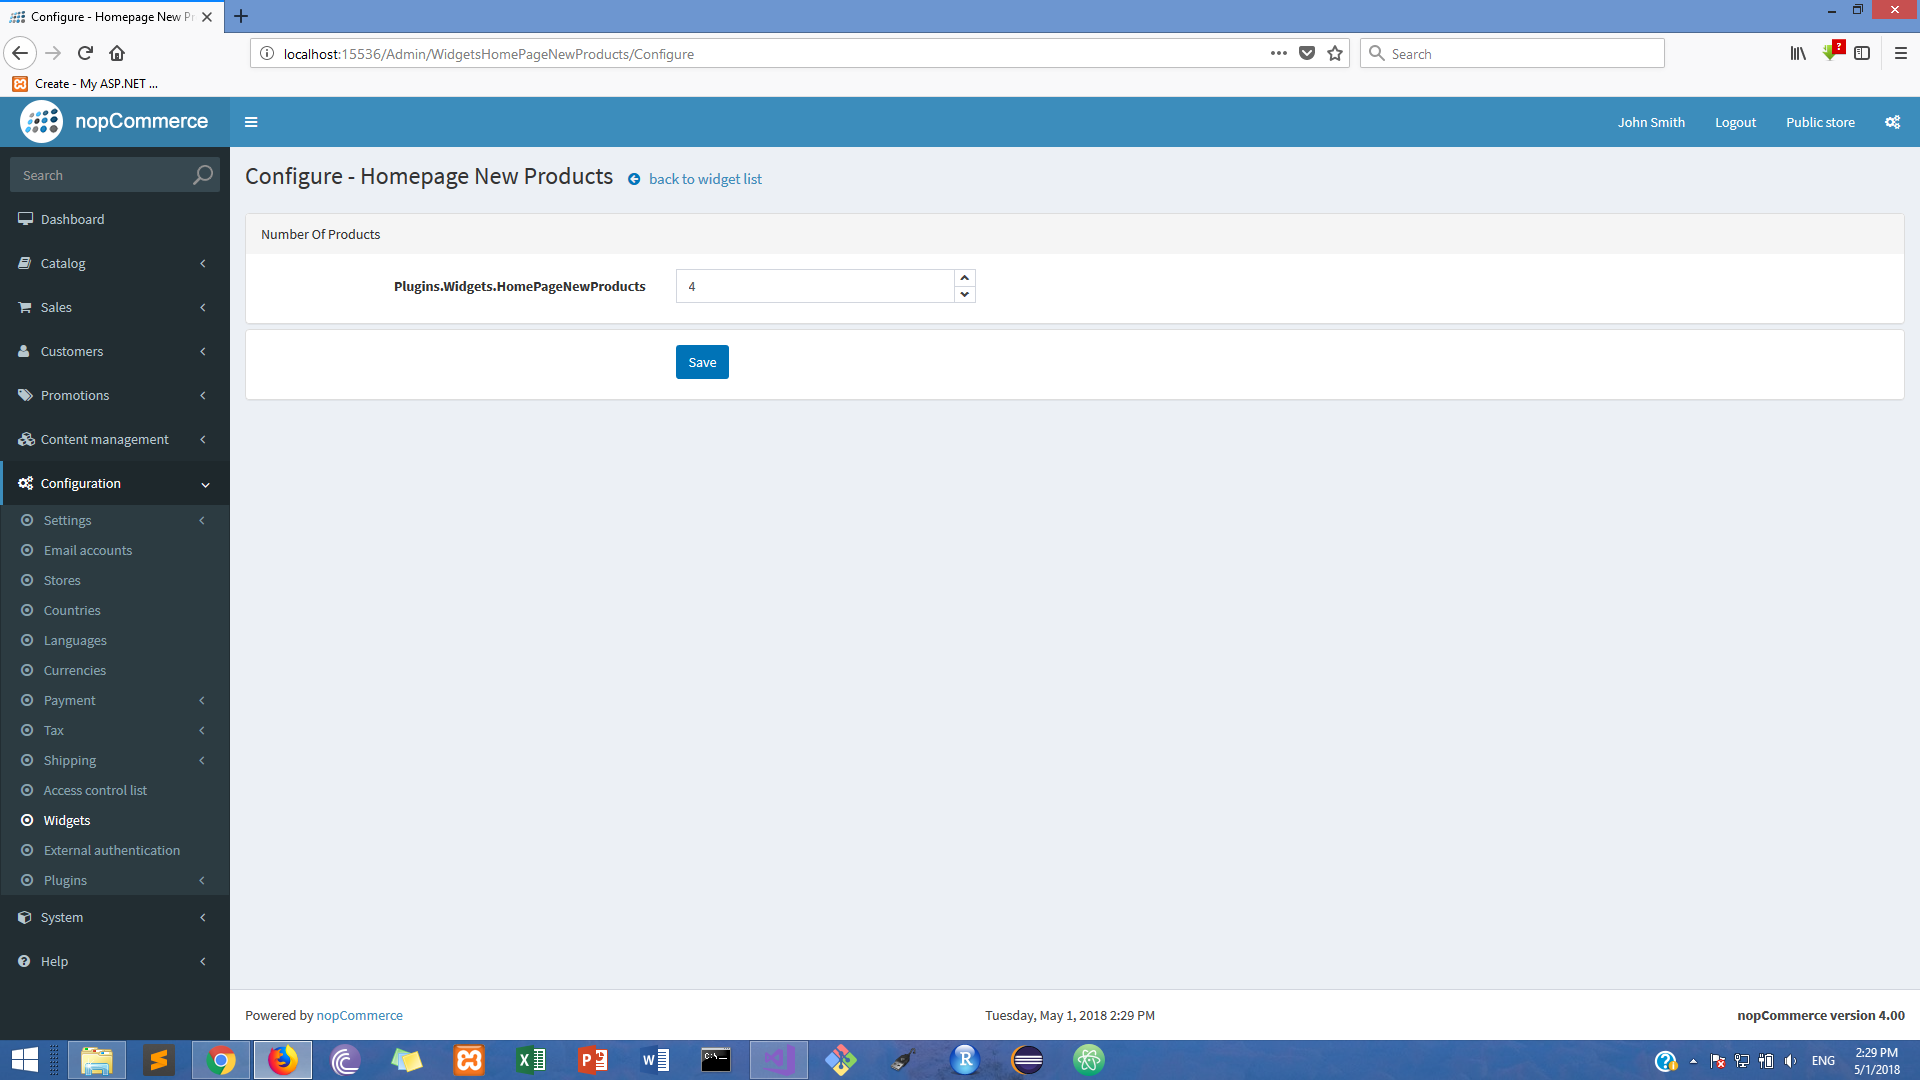 Configure - Homepage New Pr
localhost:15536/Admin/WidgetsHomePageNewProducts/Configure
Search
Create - My ASP.NET ...
nopCommerce
John Smith
Logout
Public store
Search
Configure - Homepage New Products
back to widget list
Dashboard
Number Of Products
Catalog
Plugins.Widgets.HomePageNewProducts
4
Sales
Customers
Save
Promotions
Content management
Configuration
Settings
Email accounts
Stores
Countries
Languages
Currencies
Payment
Tax
Shipping
Access control list
Widgets
External authentication
Plugins
System
Help
Powered by nopCommerce
Tuesday, May 1, 2018 2:29 PM
nopCommerce version 4.00
ENG
2:29 PM
5/1/2018